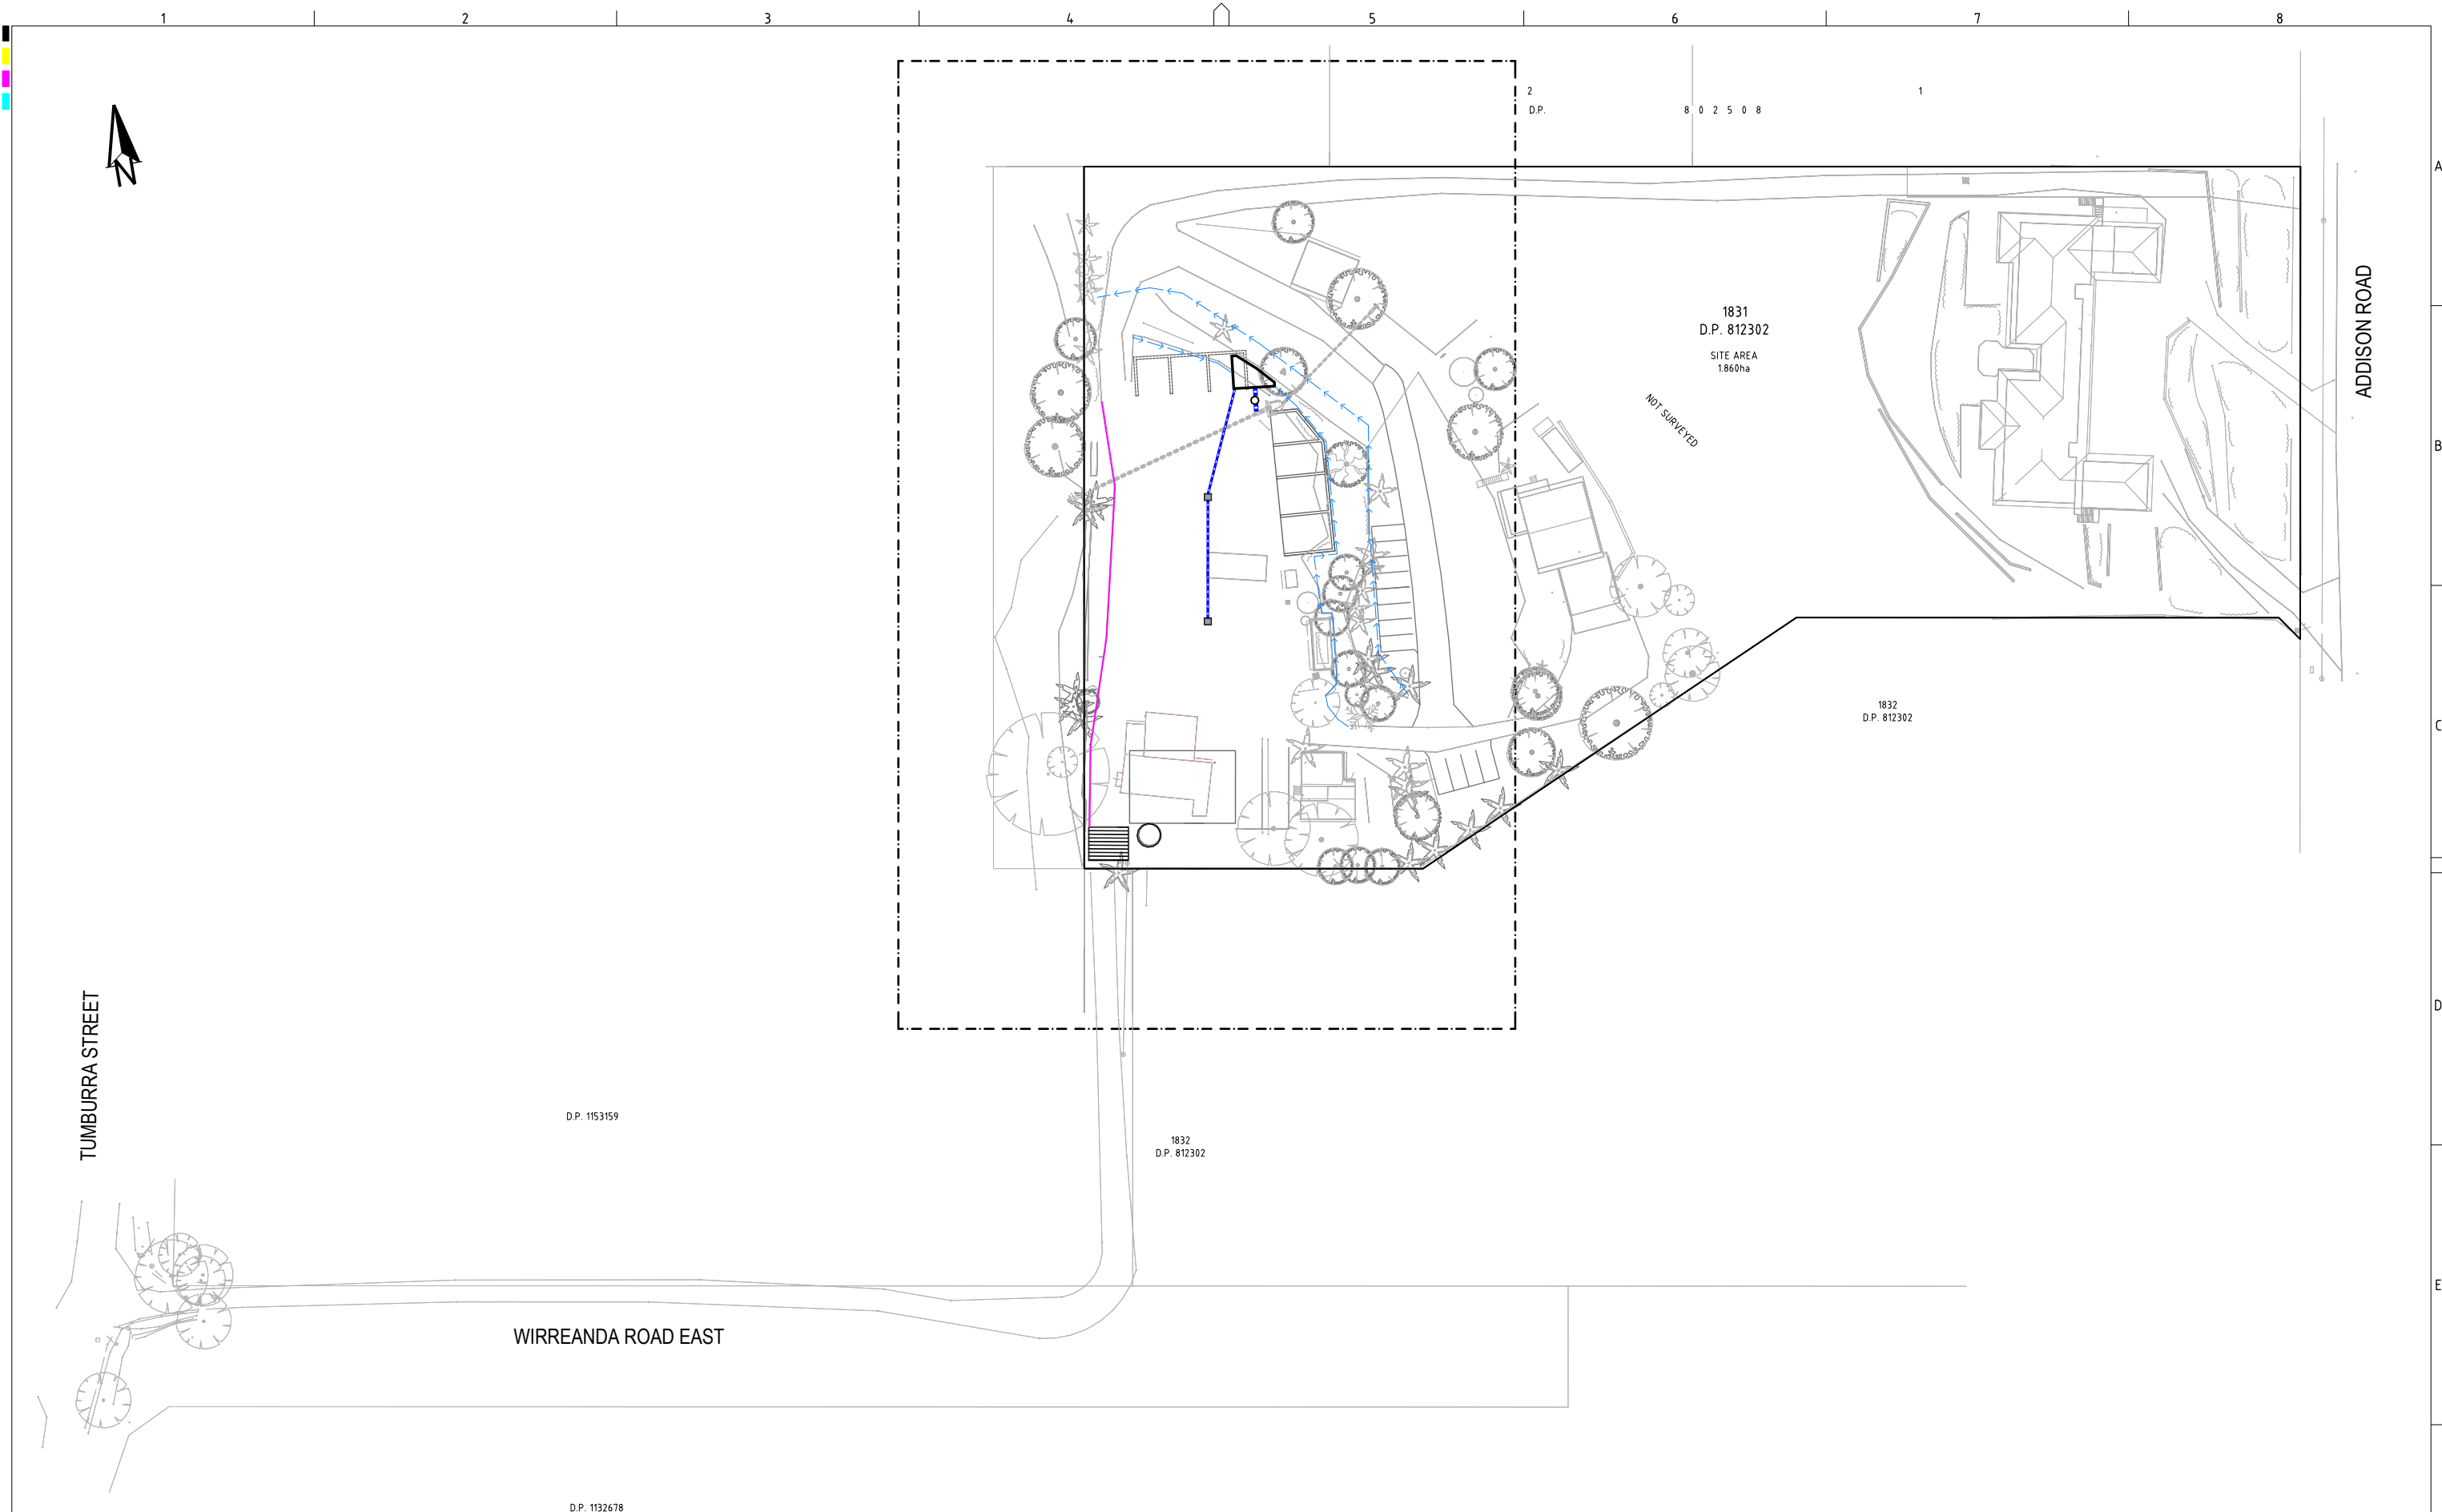 1 2 3 4 5 6 7 8
2 1
D.P. 8 0 2 5 0 8
N
A
1831
D.P. 812302
SITE AREA
1.860ha
ADDISON ROAD
NOT SURVEYED
B
1832
D.P. 812302
C
TUMBURRA STREET
D
D.P. 1153159
1832
D.P. 812302
E
WIRREANDA ROAD EAST
D.P. 1132678